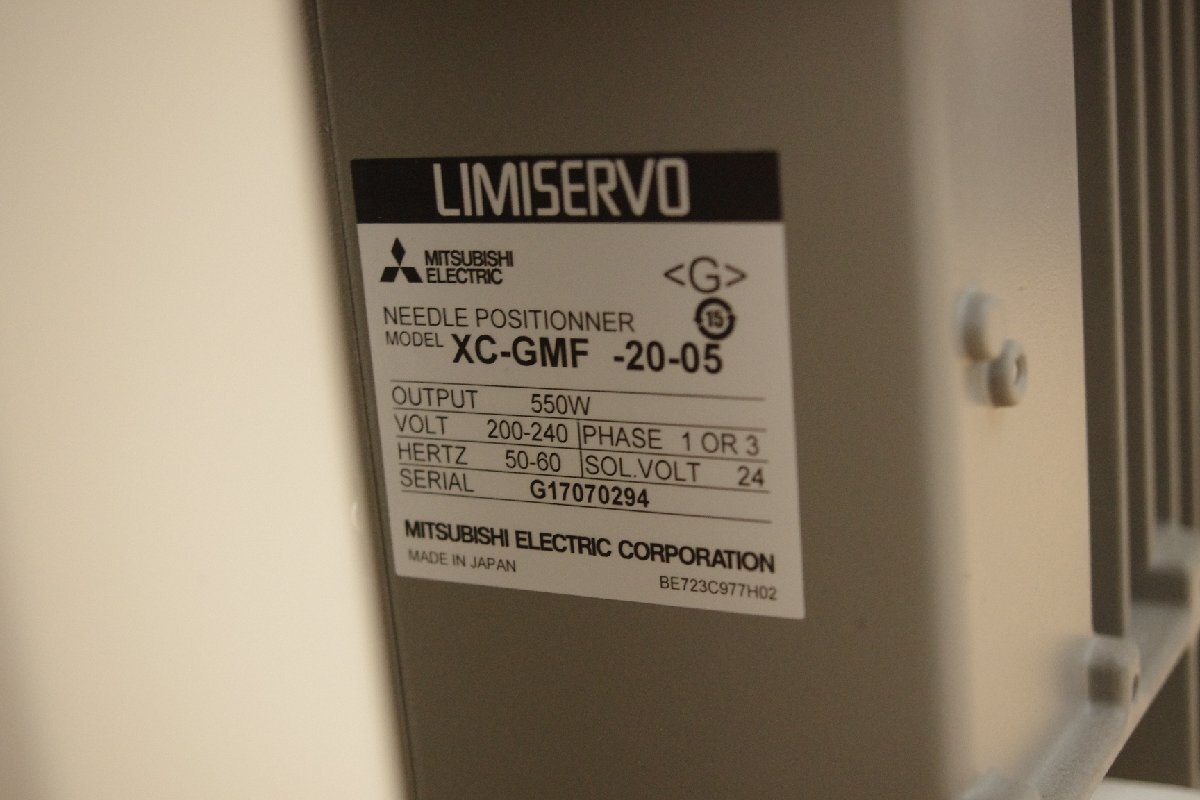 LIMISERVO
MITSUBISHI
ELECTRIC
<G>
NEEDLE POSITIONNER
15
MODEL XC-GMF -20-05
OUTPUT 550W
VOLT 200-240 PHASE 1 OR 3
HERTZ 50-60 SOL.VOLT 24
SERIAL G17070294
MITSUBISHI ELECTRIC CORPORATION
MADE IN JAPAN BE723C977H02